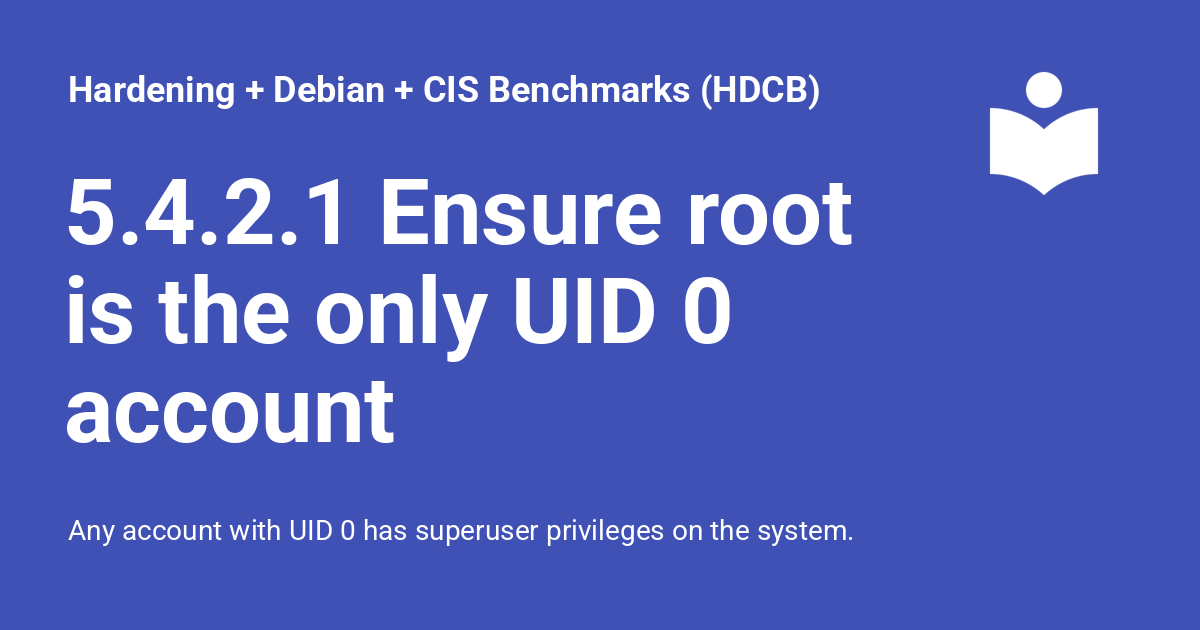 Hardening + Debian + CIS Benchmarks (HDCB)
5.4.2.1 Ensure root
is the only UID 0
account
Any account with UID 0 has superuser privileges on the system.